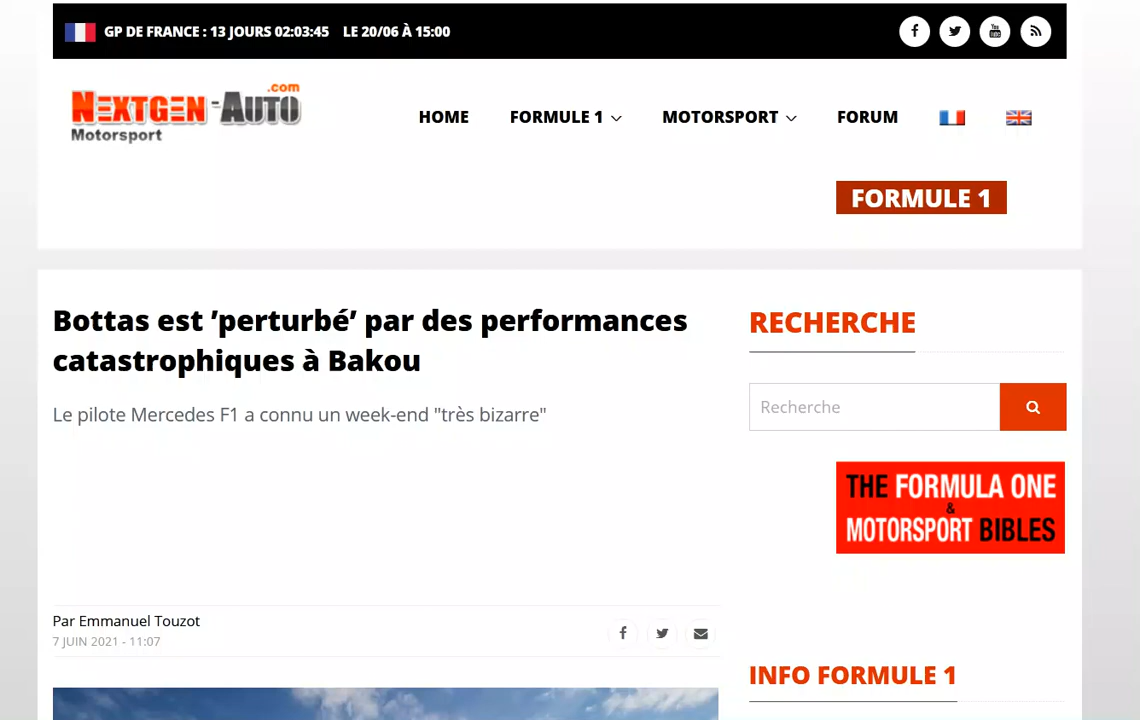 GP DE FRANCE : 13 JOURS 02:03:45 LE 20/06 À 15:00
NEXTGEN-AUTO.com
Motorsport
HOME FORMULE 1 MOTORSPORT FORUM
FORMULE 1
Bottas est ’perturbé’ par des performances
catastrophiques à Bakou
Le pilote Mercedes F1 a connu un week-end "très bizarre"
Par Emmanuel Touzot
7 JUIN 2021 - 11:07
RECHERCHE
Recherche
THE FORMULA ONE
&
MOTORSPORT BIBLES
INFO FORMULE 1